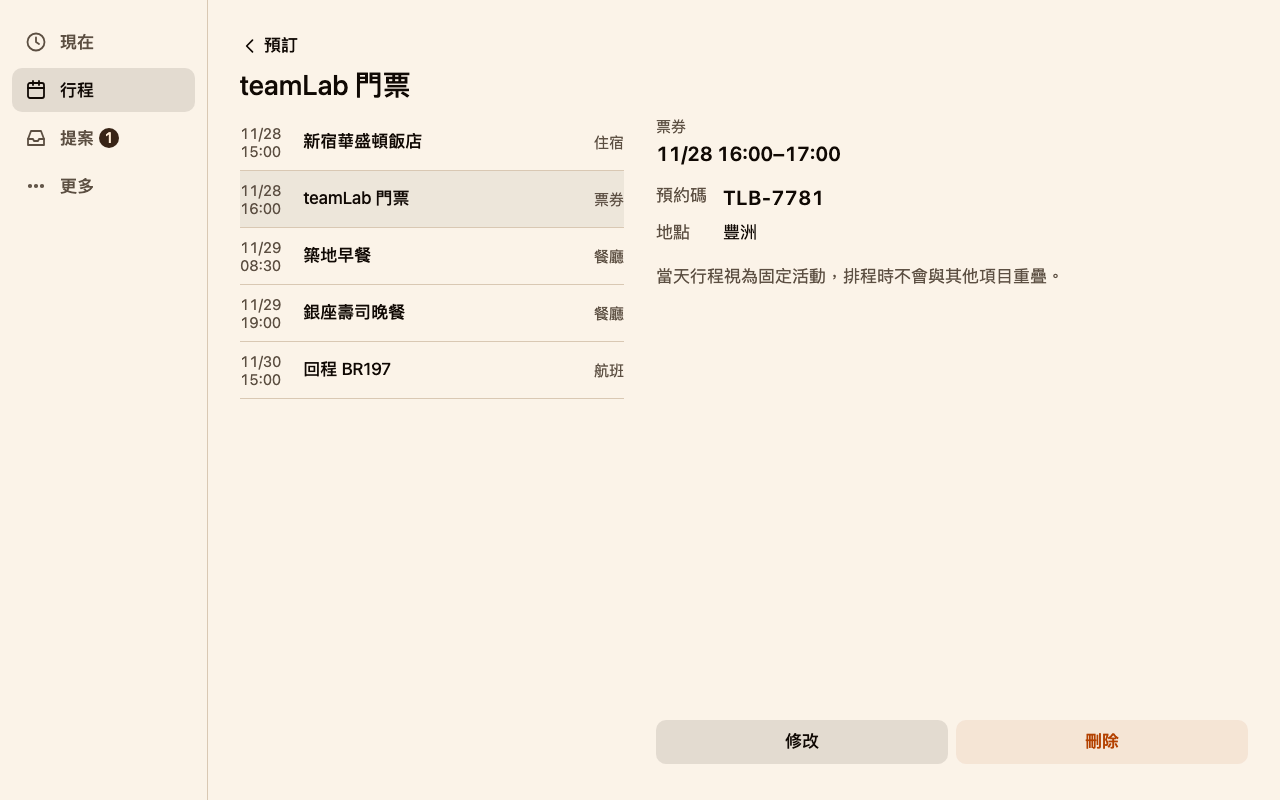 現在
行程
提案 1
更多
預訂
teamLab 門票
11/28
15:00
新宿華盛頓飯店
住宿
11/28
16:00
teamLab 門票
票券
11/29
08:30
築地早餐
餐廳
11/29
19:00
銀座壽司晚餐
餐廳
11/30
15:00
回程 BR197
航班
票券
11/28 16:00–17:00
預約碼 TLB-7781
地點 豐洲
當天行程視為固定活動，排程時不會與其他項目重疊。
修改
刪除